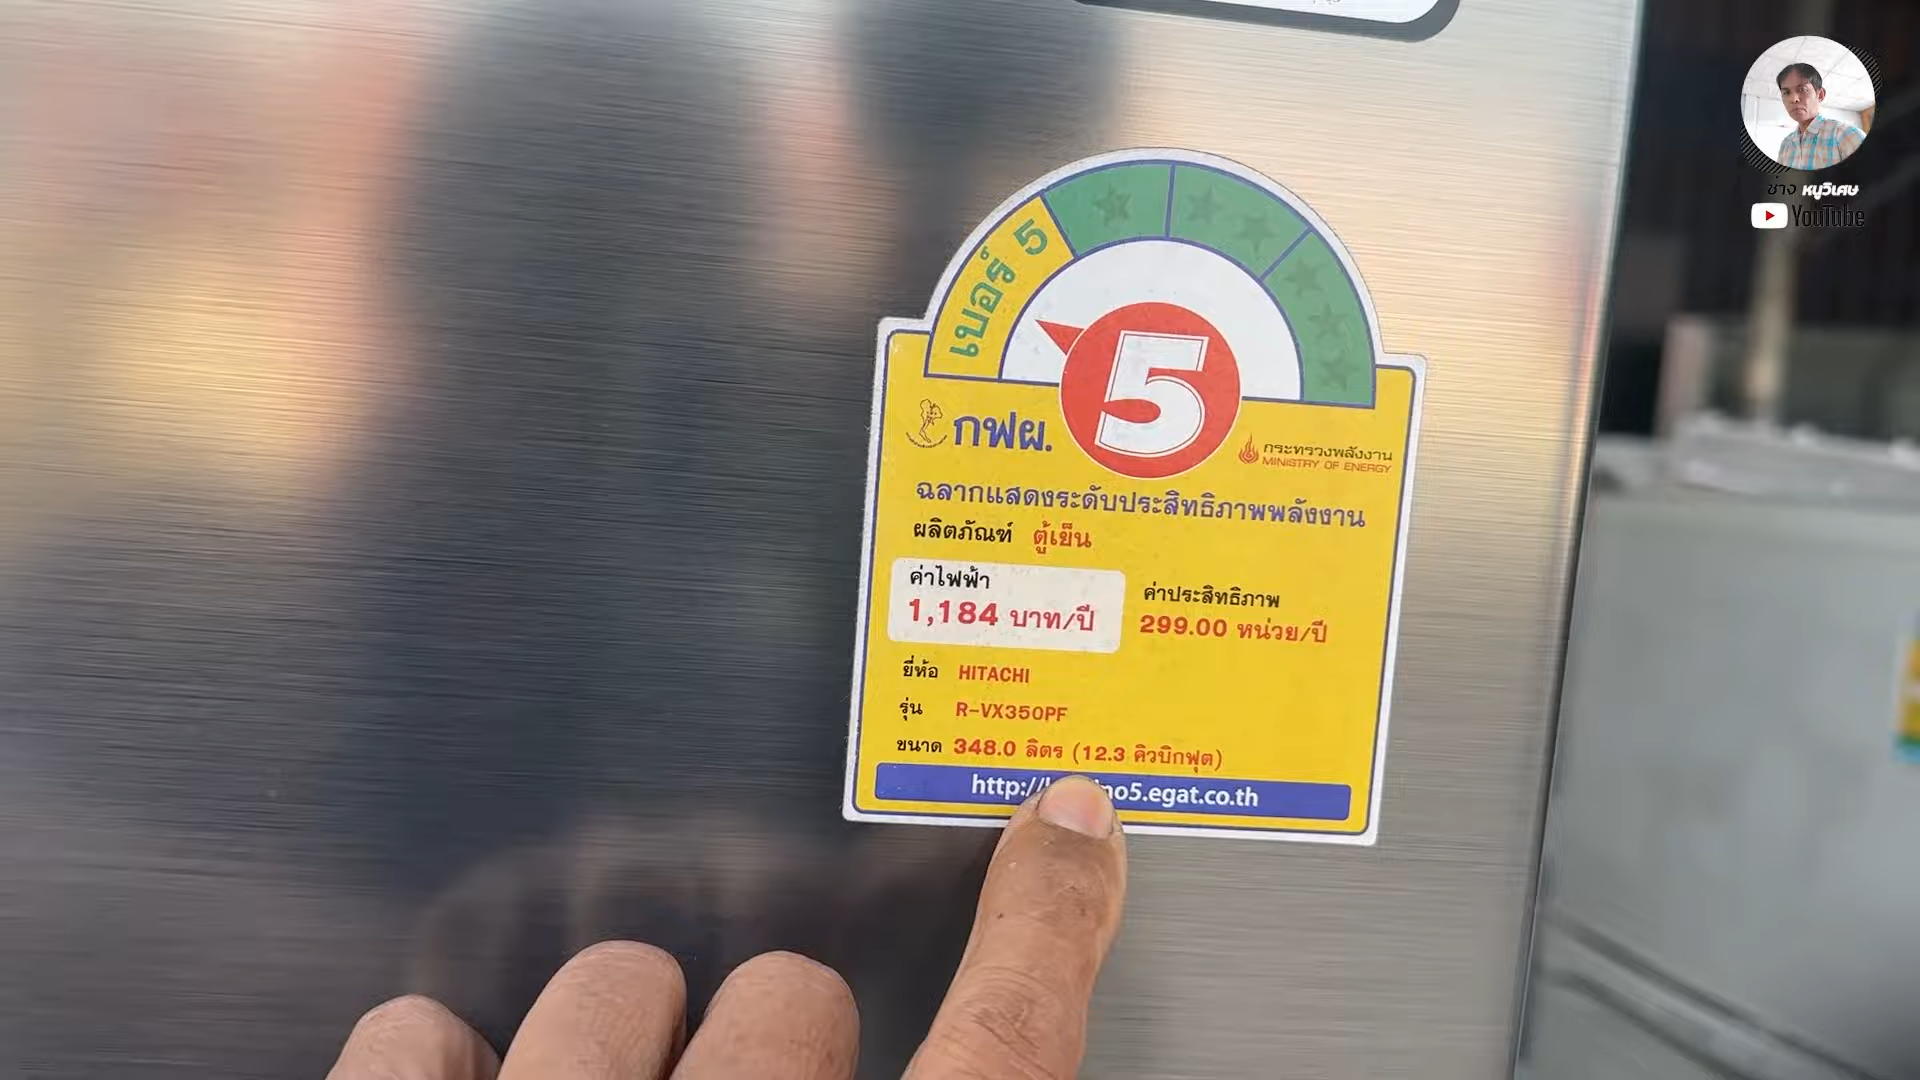 ช่าง หนูวิเศษ
YouTube
เบอร์ 5
5
กฟผ.
กระทรวงพลังงาน
MINISTRY OF ENERGY
ฉลากแสดงระดับประสิทธิภาพพลังงาน
ผลิตภัณฑ์ ตู้เย็น
ค่าไฟฟ้า
1,184 บาท/ปี
ค่าประสิทธิภาพ
299.00 หน่วย/ปี
ยี่ห้อ HITACHI
รุ่น R-VX350PF
ขนาด 348.0 ลิตร (12.3 คิวบิกฟุต)
http:// no5.egat.co.th